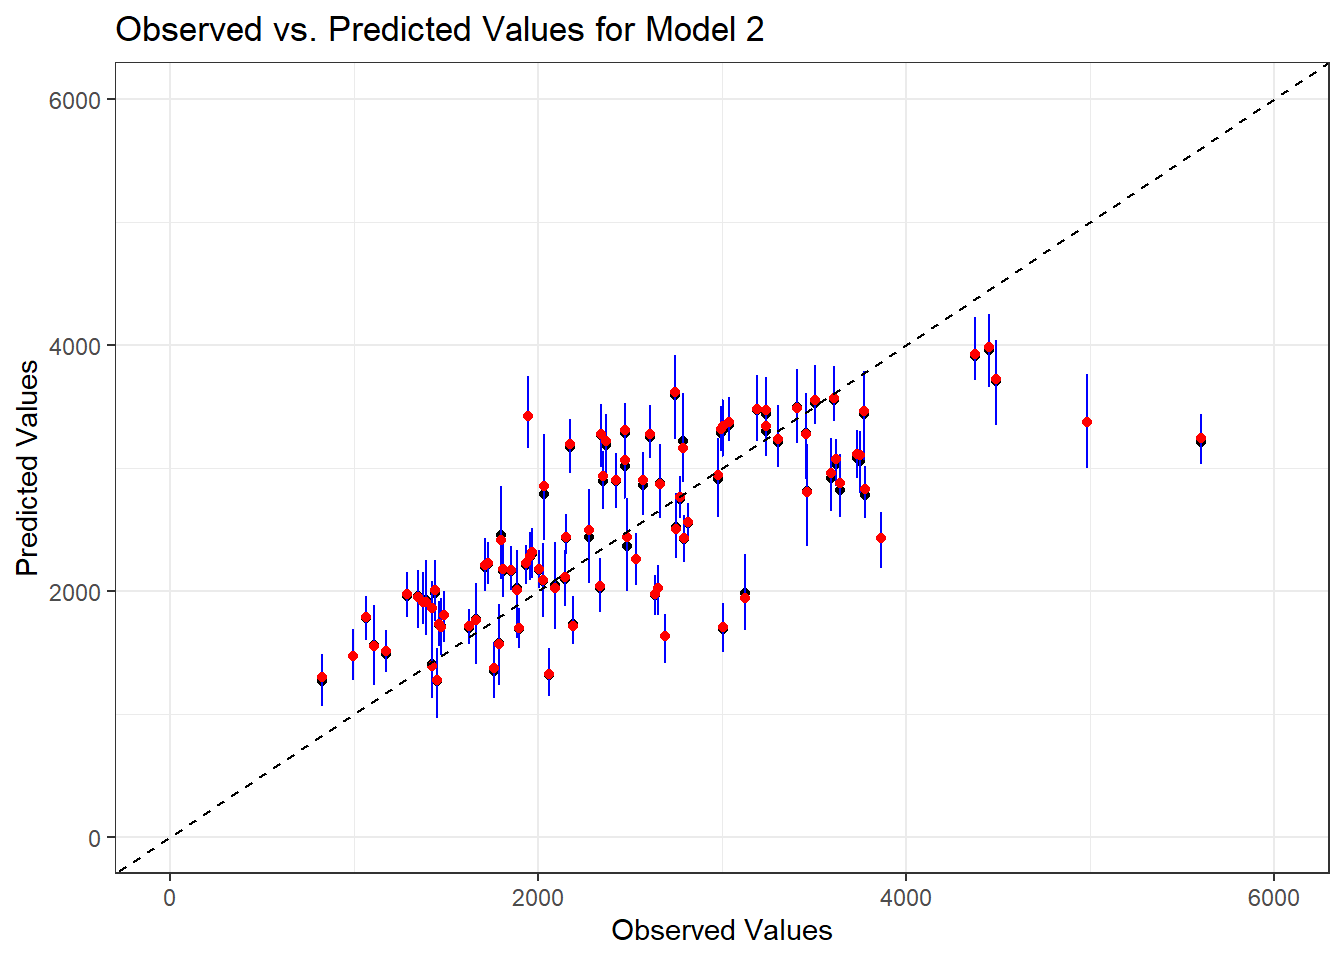 Observed vs. Predicted Values for Model 2
6000
4000
2000
0
Predicted Values
0 2000 4000 6000
Observed Values